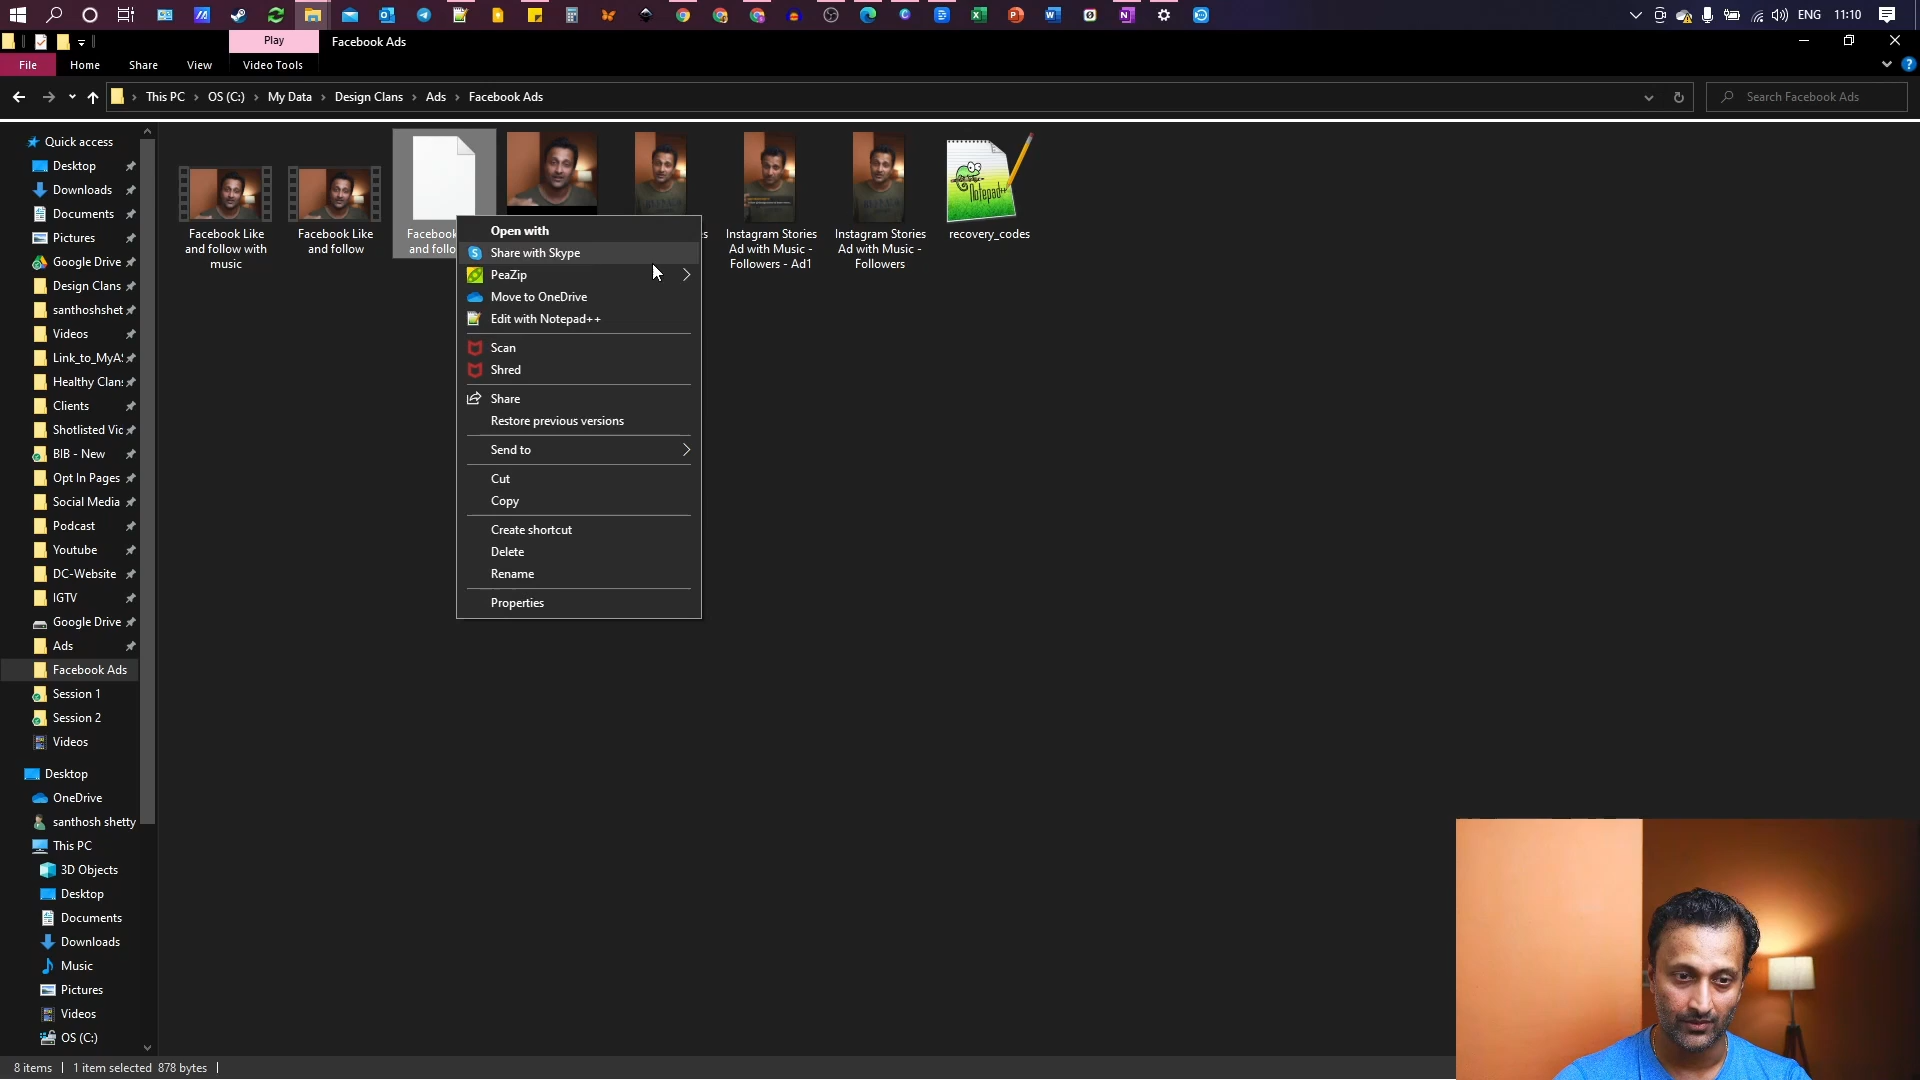 ENG 11:10
Play
Facebook Ads
File Home Share View Video Tools
This PC OS (C:) My Data Design Clans Ads Facebook Ads
Search Facebook Ads
Quick access
Desktop
Downloads
Documents
Pictures
Google Drive
Design Clans
santhoshshet
Videos
Link_to_MyAS
Healthy Clans
Clients
Shotlisted Vid
BIB - New
Opt In Pages
Social Media
Podcast
Youtube
DC-Website
IGTV
Google Drive
Ads
Facebook Ads
Session 1
Session 2
Videos
Desktop
OneDrive
santhosh shetty
This PC
3D Objects
Desktop
Documents
Downloads
Music
Pictures
Videos
OS (C:)
Facebook Like
and follow with
music
Facebook Like
and follow
Facebook
and follo
s
Instagram Stories
Ad with Music -
Followers - Ad1
Instagram Stories
Ad with Music -
Followers
Notepad++
recovery_codes
Open with
Share with Skype
PeaZip
Move to OneDrive
Edit with Notepad++
Scan
Shred
Share
Restore previous versions
Send to
Cut
Copy
Create shortcut
Delete
Rename
Properties
8 items 1 item selected 878 bytes